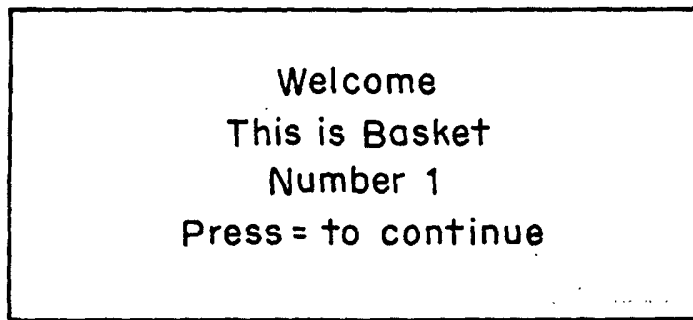 Welcome
This is Basket
Number 1
Press = to continue